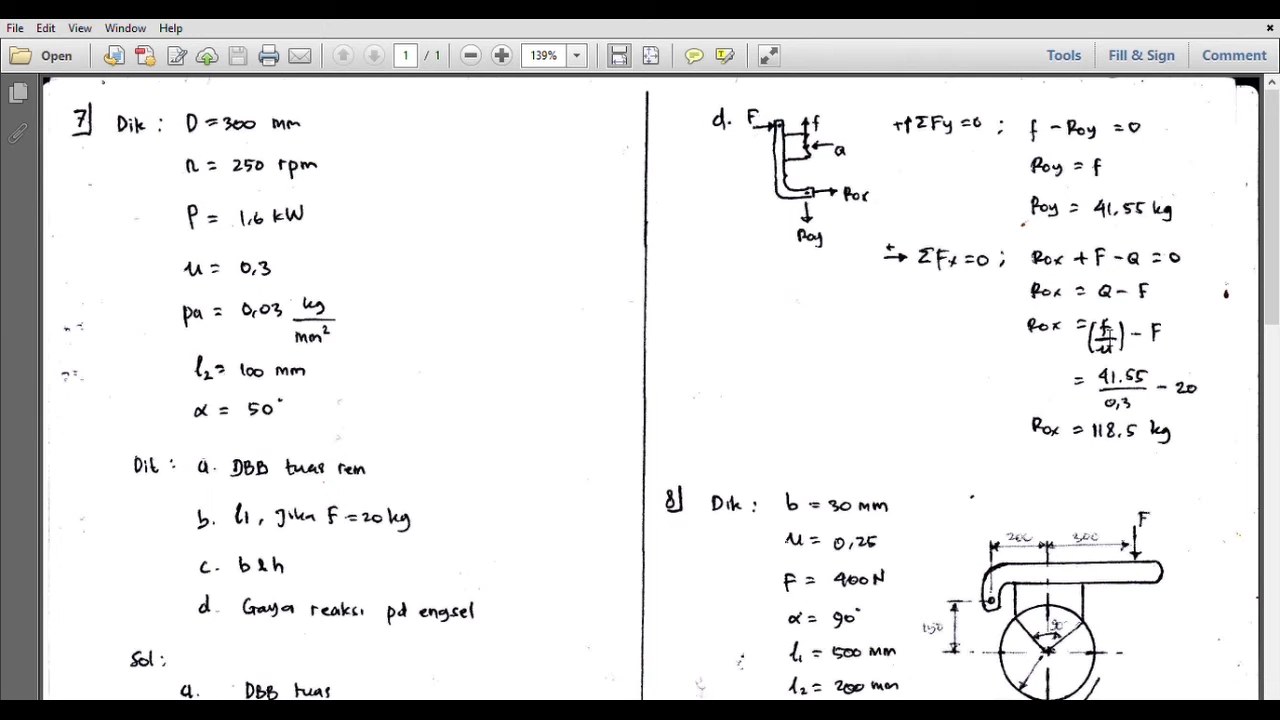 File Edit View Window Help
Open 1 / 1 139% Tools Fill & Sign Comment
7] Dik : D = 300 mm
n = 250 rpm
P = 1,6 kW
μ = 0,3
pa = 0,03 kg/mm²
l₂ = 100 mm
α = 50°
Dit : a. DBB tuas rem
b. l₁, jika F = 20 kg
c. b & h
d. Gaya reaksi pd engsel
Sol :
a. DBB tuas
d. F f Q Rox Roy
+↑ΣFy = 0 ; f - Roy = 0
Roy = f
Roy = 41,55 kg
+→ ΣFx = 0 ; Rox + F - Q = 0
Rox = Q - F
Rox = (f/μ) - F
= 41.55/0,3 - 20
Rox = 118.5 kg
8] Dik : b = 30 mm
μ = 0,25
F = 400 N
α = 90°
l₁ = 500 mm
l₂ = 200 mm
F
200 300
150 90°